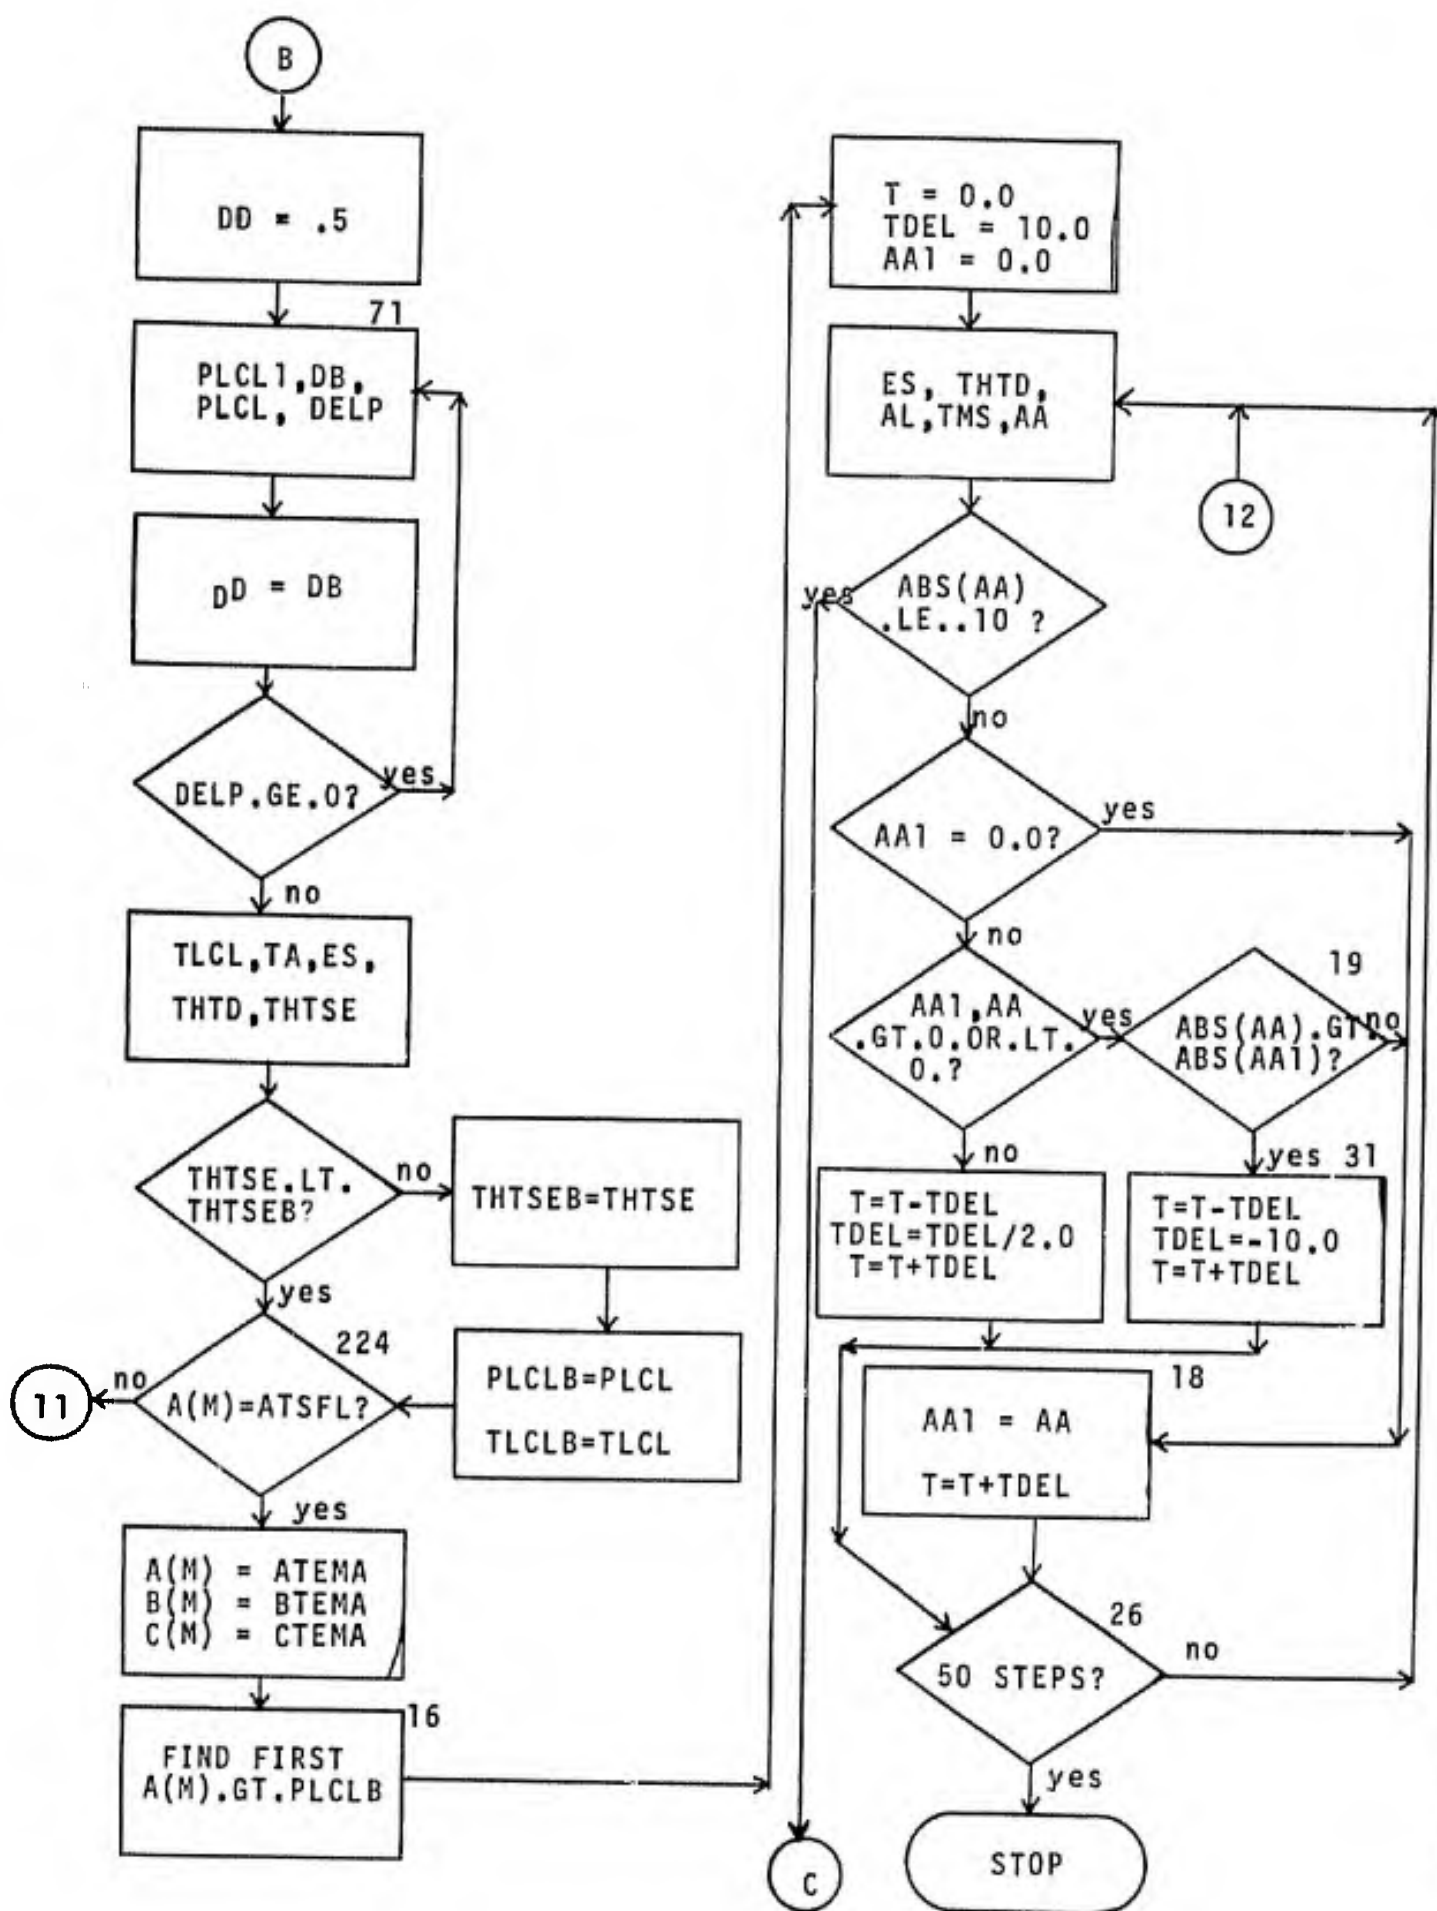 B
DD = .5
71
PLCL1,DB,
PLCL, DELP
DD = DB
DELP.GE.0?
yes
no
TLCL,TA,ES,
THTD,THTSE
THTSE.LT.
THTSEB?
no
THTSEB=THTSE
yes
224
A(M)=ATSFL?
no
11
PLCLB=PLCL
TLCLB=TLCL
yes
A(M) = ATEMA
B(M) = BTEMA
C(M) = CTEMA
16
FIND FIRST
A(M).GT.PLCLB
T = 0.0
TDEL = 10.0
AA1 = 0.0
ES, THTD,
AL,TMS,AA
12
ABS(AA)
.LE..10 ?
yes
no
AA1 = 0.0?
yes
no
AA1,AA
.GT.0.OR.LT.
0.?
yes
19
ABS(AA).GT.
ABS(AA1)?
no
no
T=T-TDEL
TDEL=TDEL/2.0
T=T+TDEL
yes 31
T=T-TDEL
TDEL=-10.0
T=T+TDEL
18
AA1 = AA
T=T+TDEL
26
50 STEPS?
no
yes
STOP
C